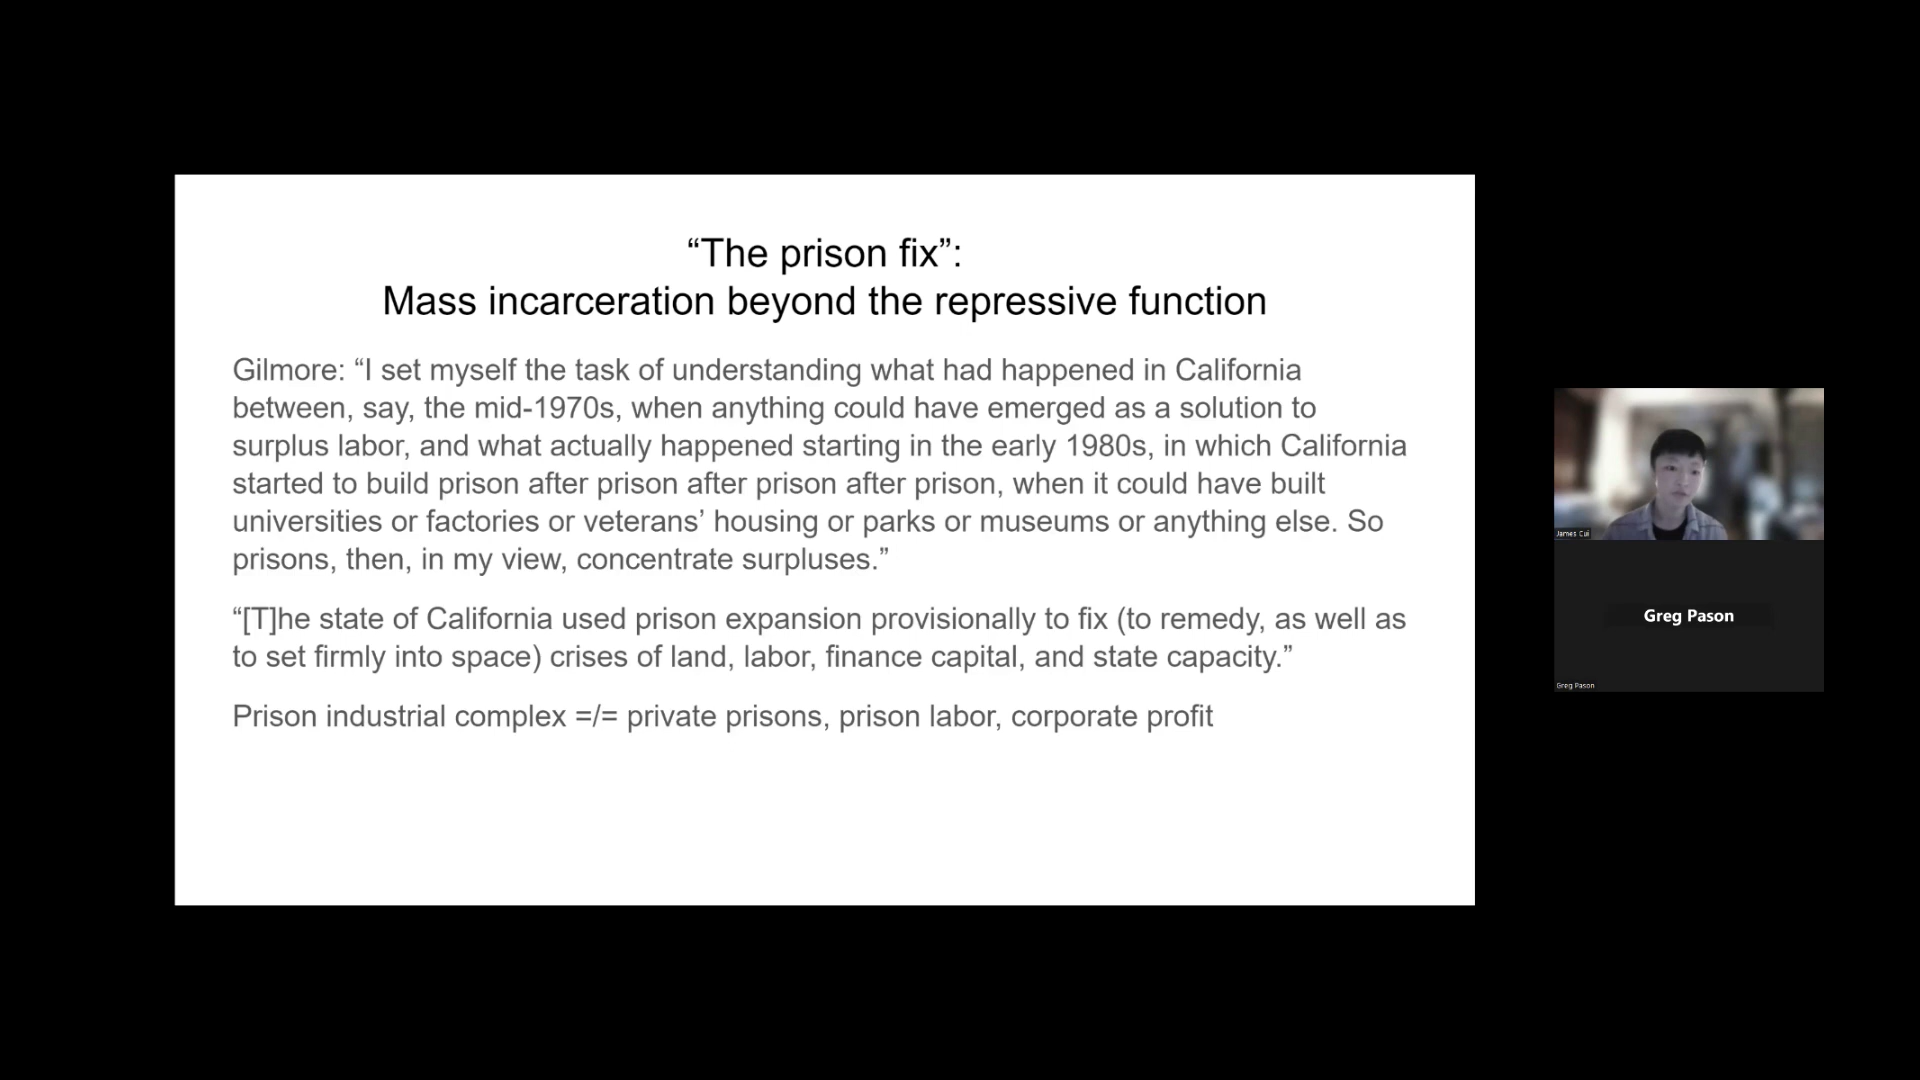 “The prison fix”:
Mass incarceration beyond the repressive function
Gilmore: “I set myself the task of understanding what had happened in California
between, say, the mid-1970s, when anything could have emerged as a solution to
surplus labor, and what actually happened starting in the early 1980s, in which California
started to build prison after prison after prison after prison, when it could have built
universities or factories or veterans’ housing or parks or museums or anything else. So
prisons, then, in my view, concentrate surpluses.”
“[T]he state of California used prison expansion provisionally to fix (to remedy, as well as
to set firmly into space) crises of land, labor, finance capital, and state capacity.”
Prison industrial complex =/= private prisons, prison labor, corporate profit
James Cui
Greg Pason
Greg Pason